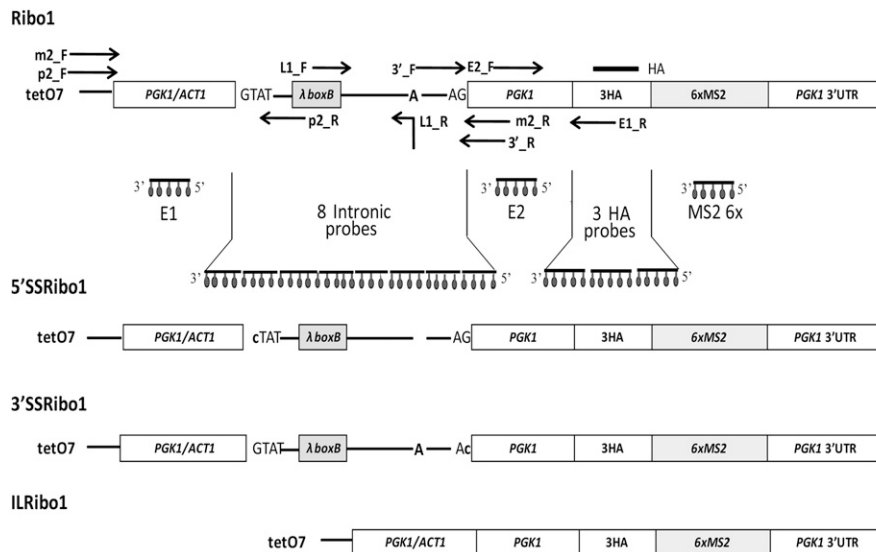 Ribo1
m2_F
p2_F
L1_F 3'_F E2_F HA
tetO7 PGK1/ACT1 GTAT λ boxB A AG PGK1 3HA 6xMS2 PGK1 3'UTR
p2_R L1_R m2_R E1_R
3'_R
3' 5' 3' 5' 3' 5'
E1 8 Intronic probes E2 3 HA probes MS2 6x
3' 5' 3' 5'
5'SSRibo1
tetO7 PGK1/ACT1 cTAT λ boxB AG PGK1 3HA 6xMS2 PGK1 3'UTR
3'SSRibo1
tetO7 PGK1/ACT1 GTAT λ boxB A Ac PGK1 3HA 6xMS2 PGK1 3'UTR
ILRibo1
tetO7 PGK1/ACT1 PGK1 3HA 6xMS2 PGK1 3'UTR